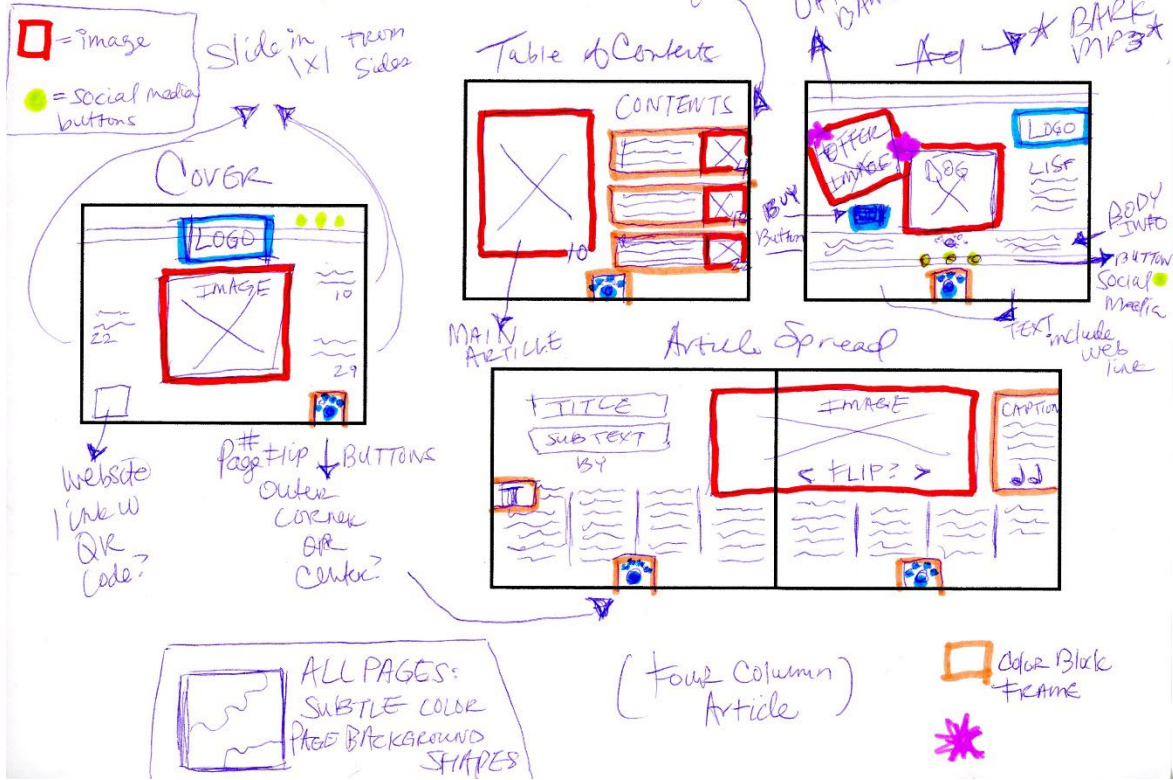 = image
= Social media
buttons
Slide in
1x1
From
Sides
COVER
LOGO
IMAGE
10
22
29
Website
link w
QR
Code?
#
Page Flip
BUTTONS
Outer
Corner
OR
Center?
Table of Contents
CONTENTS
10
MAIN
ARTICLE
Ad
BARK
MP3
OFFER
IMAGE
DOG
LOGO
LIST
BUY
Button
BODY
INFO
BUTTON
Social
Media
TEXT
include
web
link
Article Spread
TITLE
SUBTEXT
BY
IMAGE
< FLIP? >
CAPTION
ALL PAGES:
SUBTLE COLOR
PAGE BACKGROUND
SHAPES
(Four Column
Article)
Color Block
FRAME